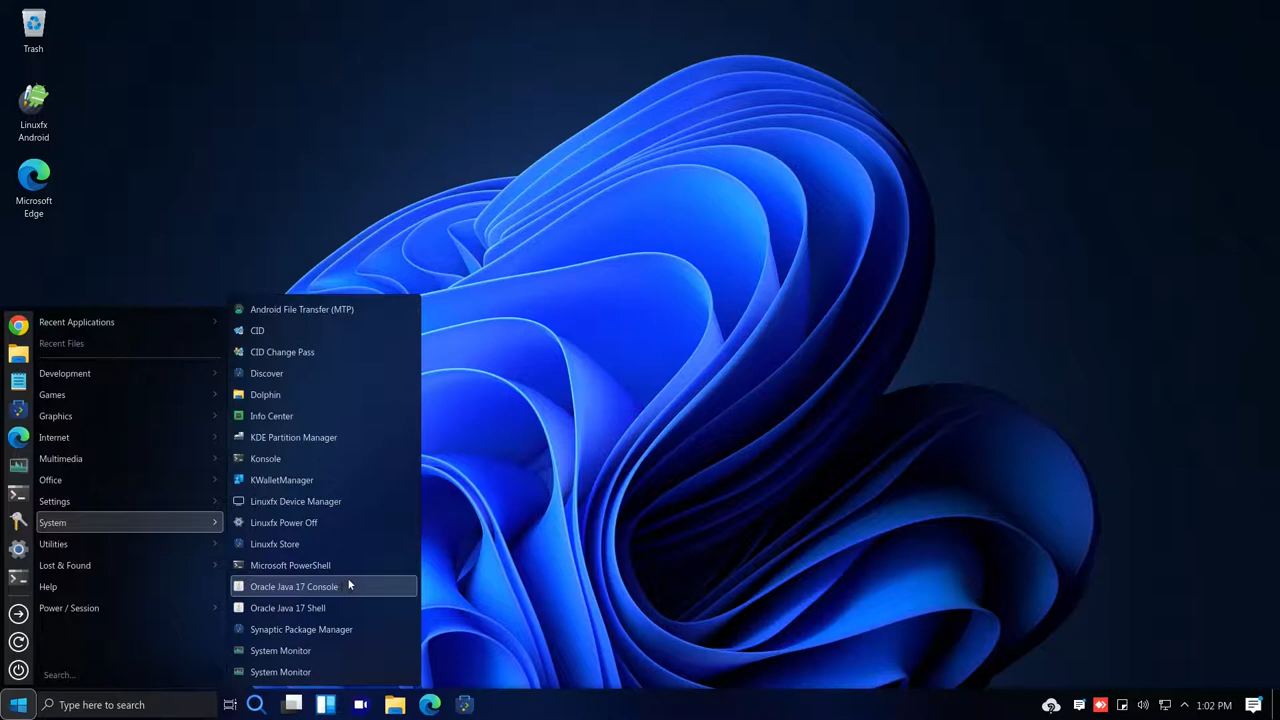 Trash
Linuxfx
Android
Microsoft
Edge
Recent Applications
Recent Files
Development
Games
Graphics
Internet
Multimedia
Office
Settings
System
Utilities
Lost & Found
Help
Power / Session
Search...
Android File Transfer (MTP)
CID
CID Change Pass
Discover
Dolphin
Info Center
KDE Partition Manager
Konsole
KWalletManager
Linuxfx Device Manager
Linuxfx Power Off
Linuxfx Store
Microsoft PowerShell
Oracle Java 17 Console
Oracle Java 17 Shell
Synaptic Package Manager
System Monitor
System Monitor
Type here to search
1:02 PM